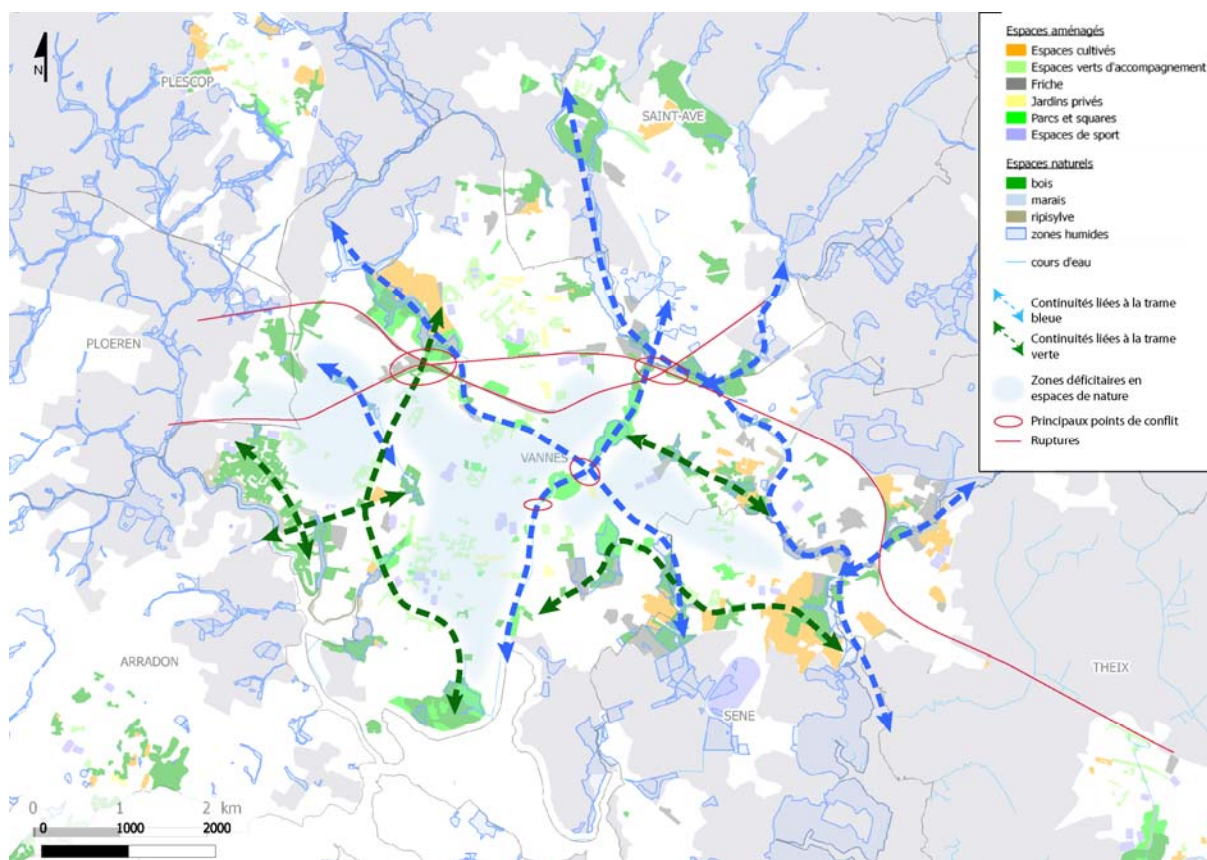 N
PLESCOP
SAINT-AVE
PLOEREN
VANNES
ARRADON
SENE
THEIX
0 1 2 km
0 1000 2000
Espaces aménagés
Espaces cultivés
Espaces verts d'accompagnement
Friche
Jardins privés
Parcs et squares
Espaces de sport
Espaces naturels
bois
marais
ripisylve
zones humides
cours d'eau
Continuités liées à la trame
bleue
Continuités liées à la trame
verte
Zones déficitaires en
espaces de nature
Principaux points de conflit
Ruptures